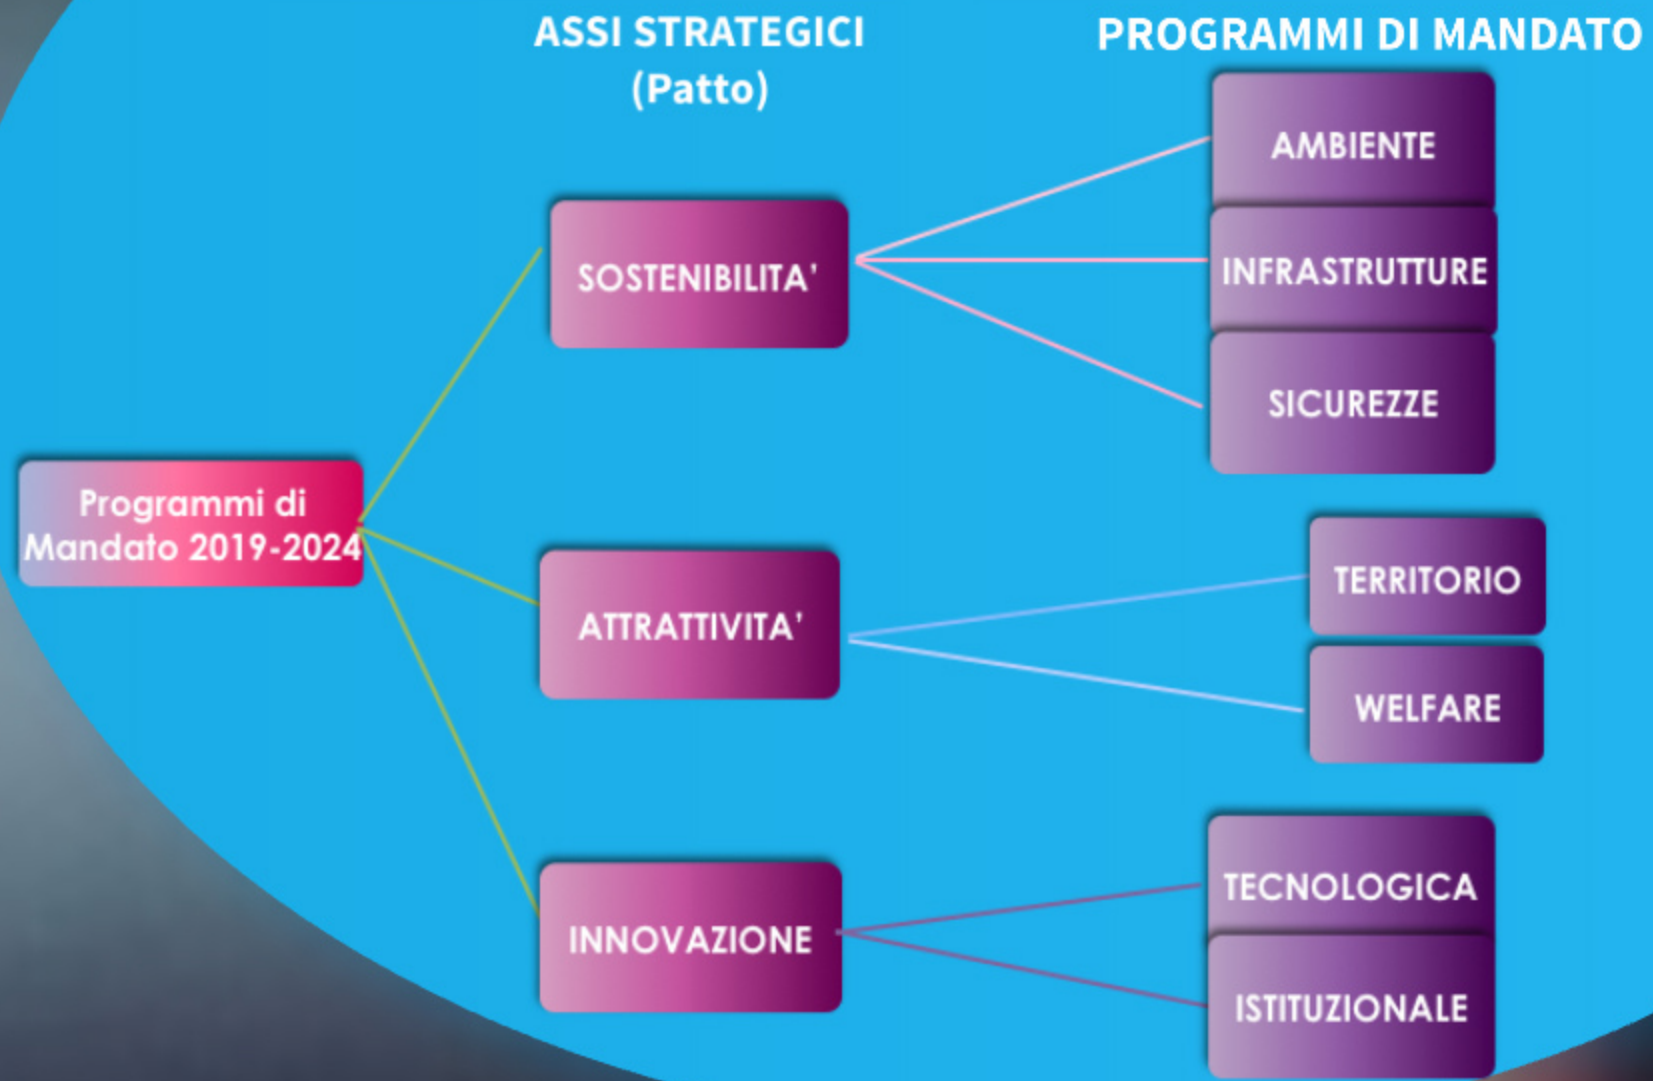 ASSI STRATEGICI
(Patto)
PROGRAMMI DI MANDATO
Programmi di
Mandato 2019-2024
SOSTENIBILITA’
AMBIENTE
INFRASTRUTTURE
SICUREZZE
ATTRATTIVITA’
TERRITORIO
WELFARE
INNOVAZIONE
TECNOLOGICA
ISTITUZIONALE